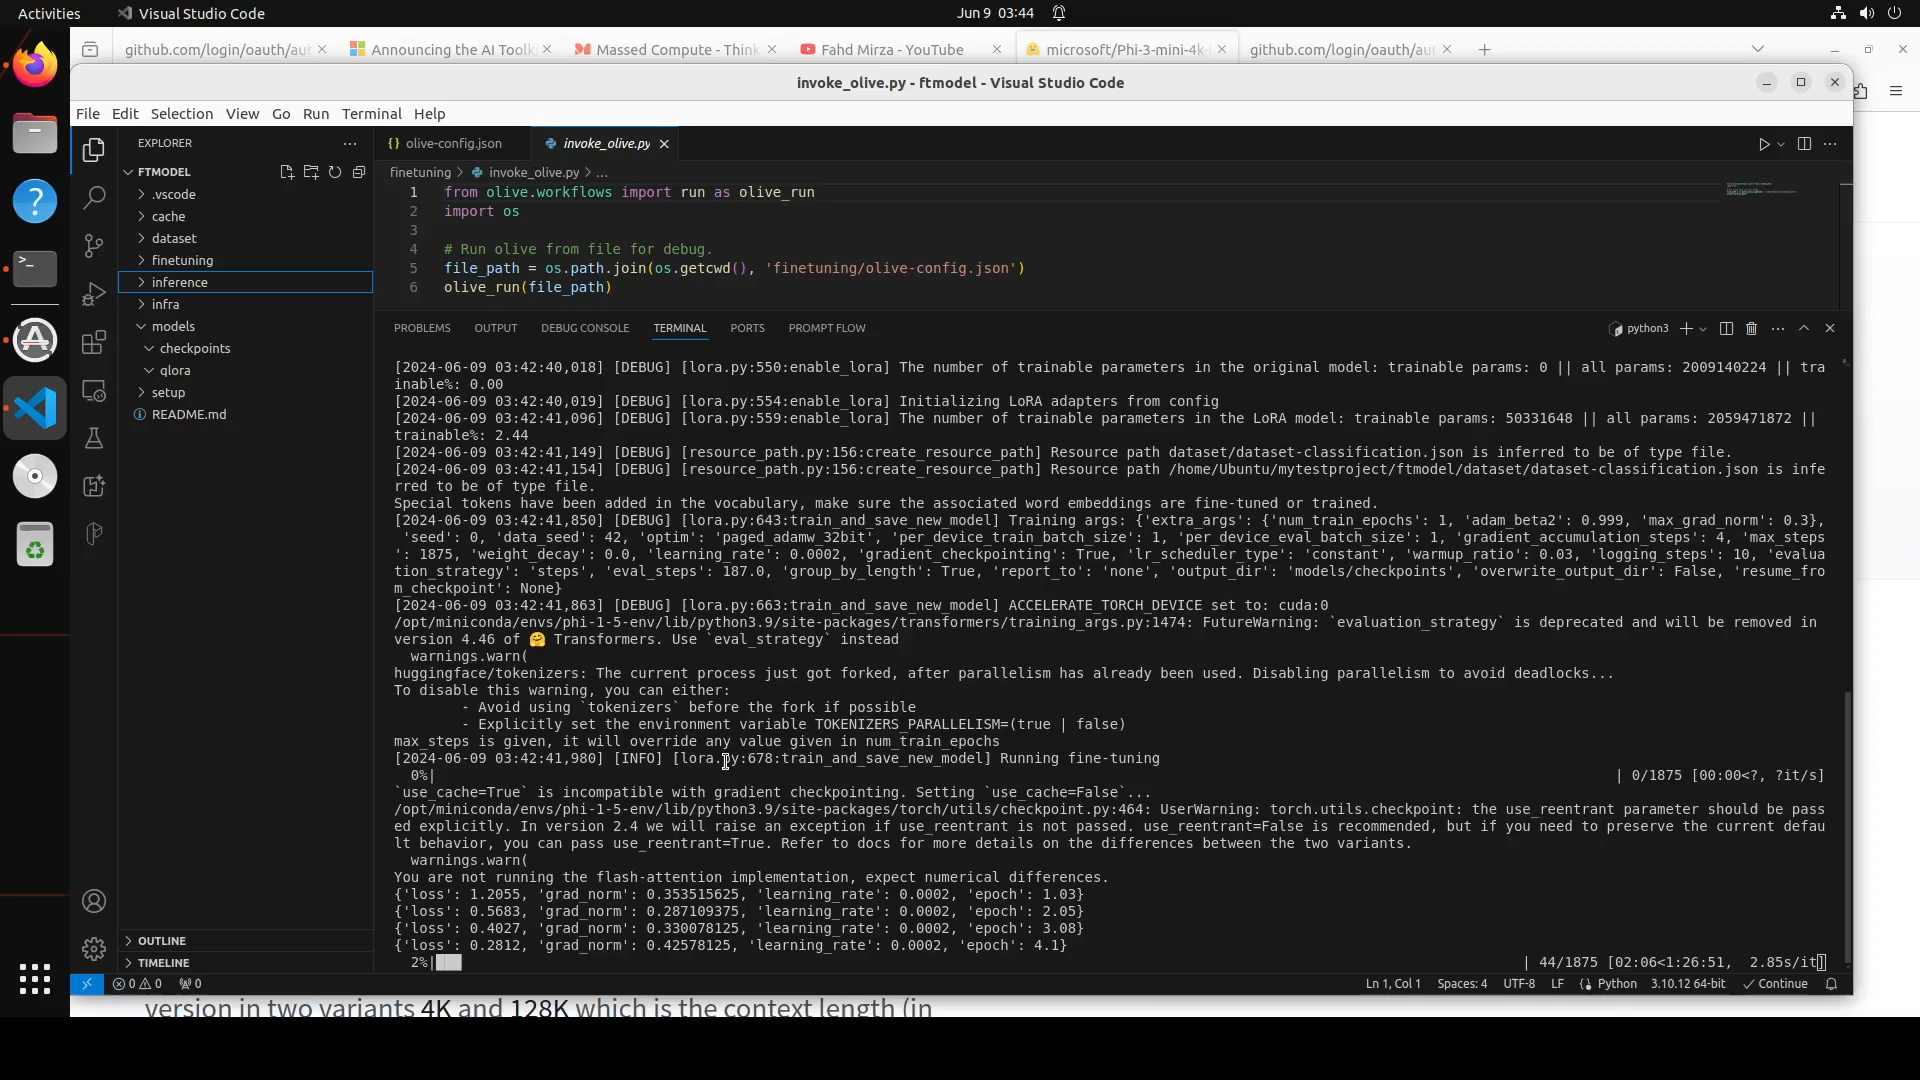 Activities
Visual Studio Code
Jun 9 03:44
github.com/login/oauth/aut
Announcing the AI Toolk
Massed Compute - Think
Fahd Mirza - YouTube
microsoft/Phi-3-mini-4k-i
github.com/login/oauth/aut
invoke_olive.py - ftmodel - Visual Studio Code
File Edit Selection View Go Run Terminal Help
EXPLORER
FTMODEL
.vscode
cache
dataset
finetuning
inference
infra
models
checkpoints
qlora
setup
README.md
OUTLINE
TIMELINE
olive-config.json
invoke_olive.py
finetuning > invoke_olive.py > ...
1 from olive.workflows import run as olive_run
2 import os
3
4 # Run olive from file for debug.
5 file_path = os.path.join(os.getcwd(), 'finetuning/olive-config.json')
6 olive_run(file_path)
PROBLEMS OUTPUT DEBUG CONSOLE TERMINAL PORTS PROMPT FLOW
python3
[2024-06-09 03:42:40,018] [DEBUG] [lora.py:550:enable_lora] The number of trainable parameters in the original model: trainable params: 0 || all params: 2009140224 || tra
inable%: 0.00
[2024-06-09 03:42:40,019] [DEBUG] [lora.py:554:enable_lora] Initializing LoRA adapters from config
[2024-06-09 03:42:41,096] [DEBUG] [lora.py:559:enable_lora] The number of trainable parameters in the LoRA model: trainable params: 50331648 || all params: 2059471872 ||
trainable%: 2.44
[2024-06-09 03:42:41,149] [DEBUG] [resource_path.py:156:create_resource_path] Resource path dataset/dataset-classification.json is inferred to be of type file.
[2024-06-09 03:42:41,154] [DEBUG] [resource_path.py:156:create_resource_path] Resource path /home/Ubuntu/mytestproject/ftmodel/dataset/dataset-classification.json is infe
rred to be of type file.
Special tokens have been added in the vocabulary, make sure the associated word embeddings are fine-tuned or trained.
[2024-06-09 03:42:41,850] [DEBUG] [lora.py:643:train_and_save_new_model] Training args: {'extra_args': {'num_train_epochs': 1, 'adam_beta2': 0.999, 'max_grad_norm': 0.3},
'seed': 0, 'data_seed': 42, 'optim': 'paged_adamw_32bit', 'per_device_train_batch_size': 1, 'per_device_eval_batch_size': 1, 'gradient_accumulation_steps': 4, 'max_steps
': 1875, 'weight_decay': 0.0, 'learning_rate': 0.0002, 'gradient_checkpointing': True, 'lr_scheduler_type': 'constant', 'warmup_ratio': 0.03, 'logging_steps': 10, 'evalua
tion_strategy': 'steps', 'eval_steps': 187.0, 'group_by_length': True, 'report_to': 'none', 'output_dir': 'models/checkpoints', 'overwrite_output_dir': False, 'resume_fro
m_checkpoint': None}
[2024-06-09 03:42:41,863] [DEBUG] [lora.py:663:train_and_save_new_model] ACCELERATE_TORCH_DEVICE set to: cuda:0
/opt/miniconda/envs/phi-1-5-env/lib/python3.9/site-packages/transformers/training_args.py:1474: FutureWarning: `evaluation_strategy` is deprecated and will be removed in
version 4.46 of 🤗 Transformers. Use `eval_strategy` instead
warnings.warn(
huggingface/tokenizers: The current process just got forked, after parallelism has already been used. Disabling parallelism to avoid deadlocks...
To disable this warning, you can either:
- Avoid using `tokenizers` before the fork if possible
- Explicitly set the environment variable TOKENIZERS_PARALLELISM=(true | false)
max_steps is given, it will override any value given in num_train_epochs
[2024-06-09 03:42:41,980] [INFO] [lora.py:678:train_and_save_new_model] Running fine-tuning
0%| | 0/1875 [00:00<?, ?it/s]
`use_cache=True` is incompatible with gradient checkpointing. Setting `use_cache=False`...
/opt/miniconda/envs/phi-1-5-env/lib/python3.9/site-packages/torch/utils/checkpoint.py:464: UserWarning: torch.utils.checkpoint: the use_reentrant parameter should be pass
ed explicitly. In version 2.4 we will raise an exception if use_reentrant is not passed. use_reentrant=False is recommended, but if you need to preserve the current defau
lt behavior, you can pass use_reentrant=True. Refer to docs for more details on the differences between the two variants.
warnings.warn(
You are not running the flash-attention implementation, expect numerical differences.
{'loss': 1.2055, 'grad_norm': 0.353515625, 'learning_rate': 0.0002, 'epoch': 1.03}
{'loss': 0.5683, 'grad_norm': 0.287109375, 'learning_rate': 0.0002, 'epoch': 2.05}
{'loss': 0.4027, 'grad_norm': 0.330078125, 'learning_rate': 0.0002, 'epoch': 3.08}
{'loss': 0.2812, 'grad_norm': 0.42578125, 'learning_rate': 0.0002, 'epoch': 4.1}
2%| | 44/1875 [02:06<1:26:51, 2.85s/it]
0 0 0
Ln 1, Col 1 Spaces: 4 UTF-8 LF Python 3.10.12 64-bit Continue
version in two variants 4K and 128K which is the context length (in